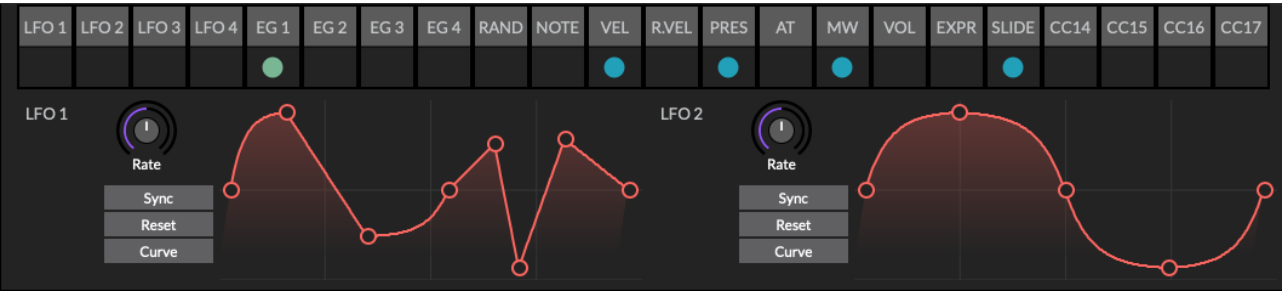 LFO 1 LFO 2 LFO 3 LFO 4 EG 1 EG 2 EG 3 EG 4 RAND NOTE VEL R.VEL PRES AT MW VOL EXPR SLIDE CC14 CC15 CC16 CC17
LFO 1
Rate
Sync
Reset
Curve
LFO 2
Rate
Sync
Reset
Curve